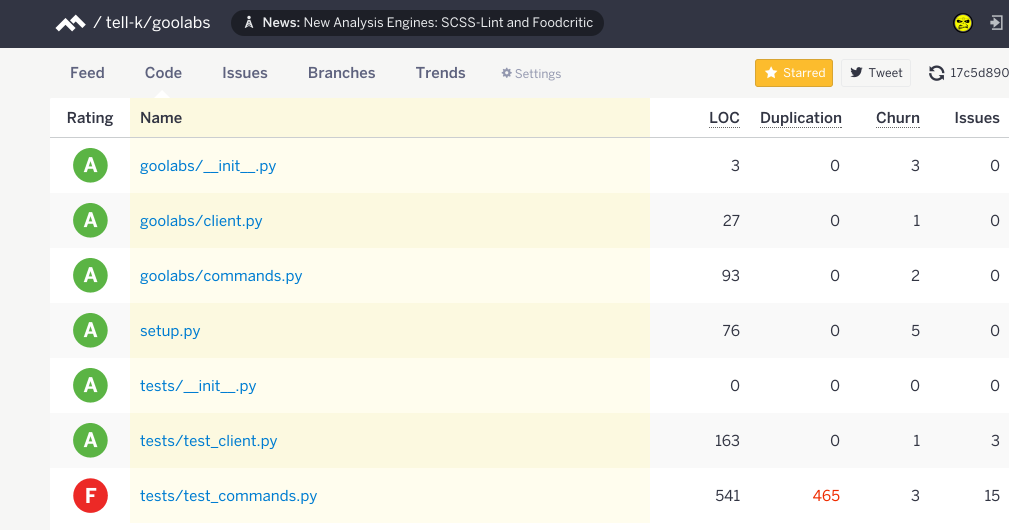 / tell-k/goolabs News: New Analysis Engines: SCSS-Lint and Foodcritic
Feed Code Issues Branches Trends Settings Starred Tweet 17c5d890
Rating Name LOC Duplication Churn Issues
A goolabs/__init__.py 3 0 3 0
A goolabs/client.py 27 0 1 0
A goolabs/commands.py 93 0 2 0
A setup.py 76 0 5 0
A tests/__init__.py 0 0 0 0
A tests/test_client.py 163 0 1 3
F tests/test_commands.py 541 465 3 15